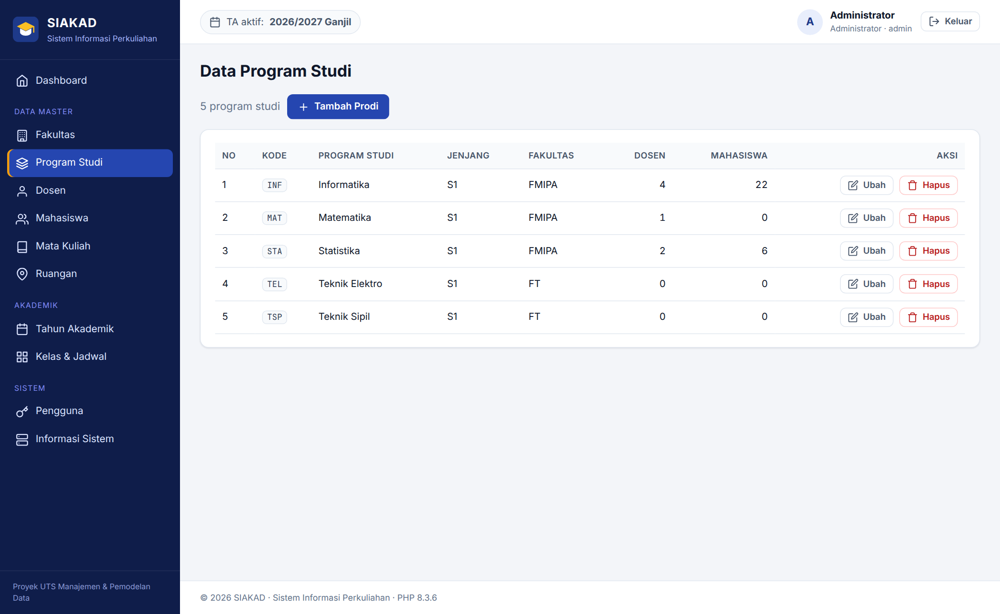 SIAKAD
Sistem Informasi Perkuliahan
Dashboard
DATA MASTER
Fakultas
Program Studi
Dosen
Mahasiswa
Mata Kuliah
Ruangan
AKADEMIK
Tahun Akademik
Kelas & Jadwal
SISTEM
Pengguna
Informasi Sistem
Proyek UTS Manajemen & Pemodelan
Data
TA aktif: 2026/2027 Ganjil
A
Administrator
Administrator · admin
Keluar
Data Program Studi
5 program studi
Tambah Prodi
NO KODE PROGRAM STUDI JENJANG FAKULTAS DOSEN MAHASISWA AKSI
1 INF Informatika S1 FMIPA 4 22 Ubah Hapus
2 MAT Matematika S1 FMIPA 1 0 Ubah Hapus
3 STA Statistika S1 FMIPA 2 6 Ubah Hapus
4 TEL Teknik Elektro S1 FT 0 0 Ubah Hapus
5 TSP Teknik Sipil S1 FT 0 0 Ubah Hapus
© 2026 SIAKAD · Sistem Informasi Perkuliahan · PHP 8.3.6